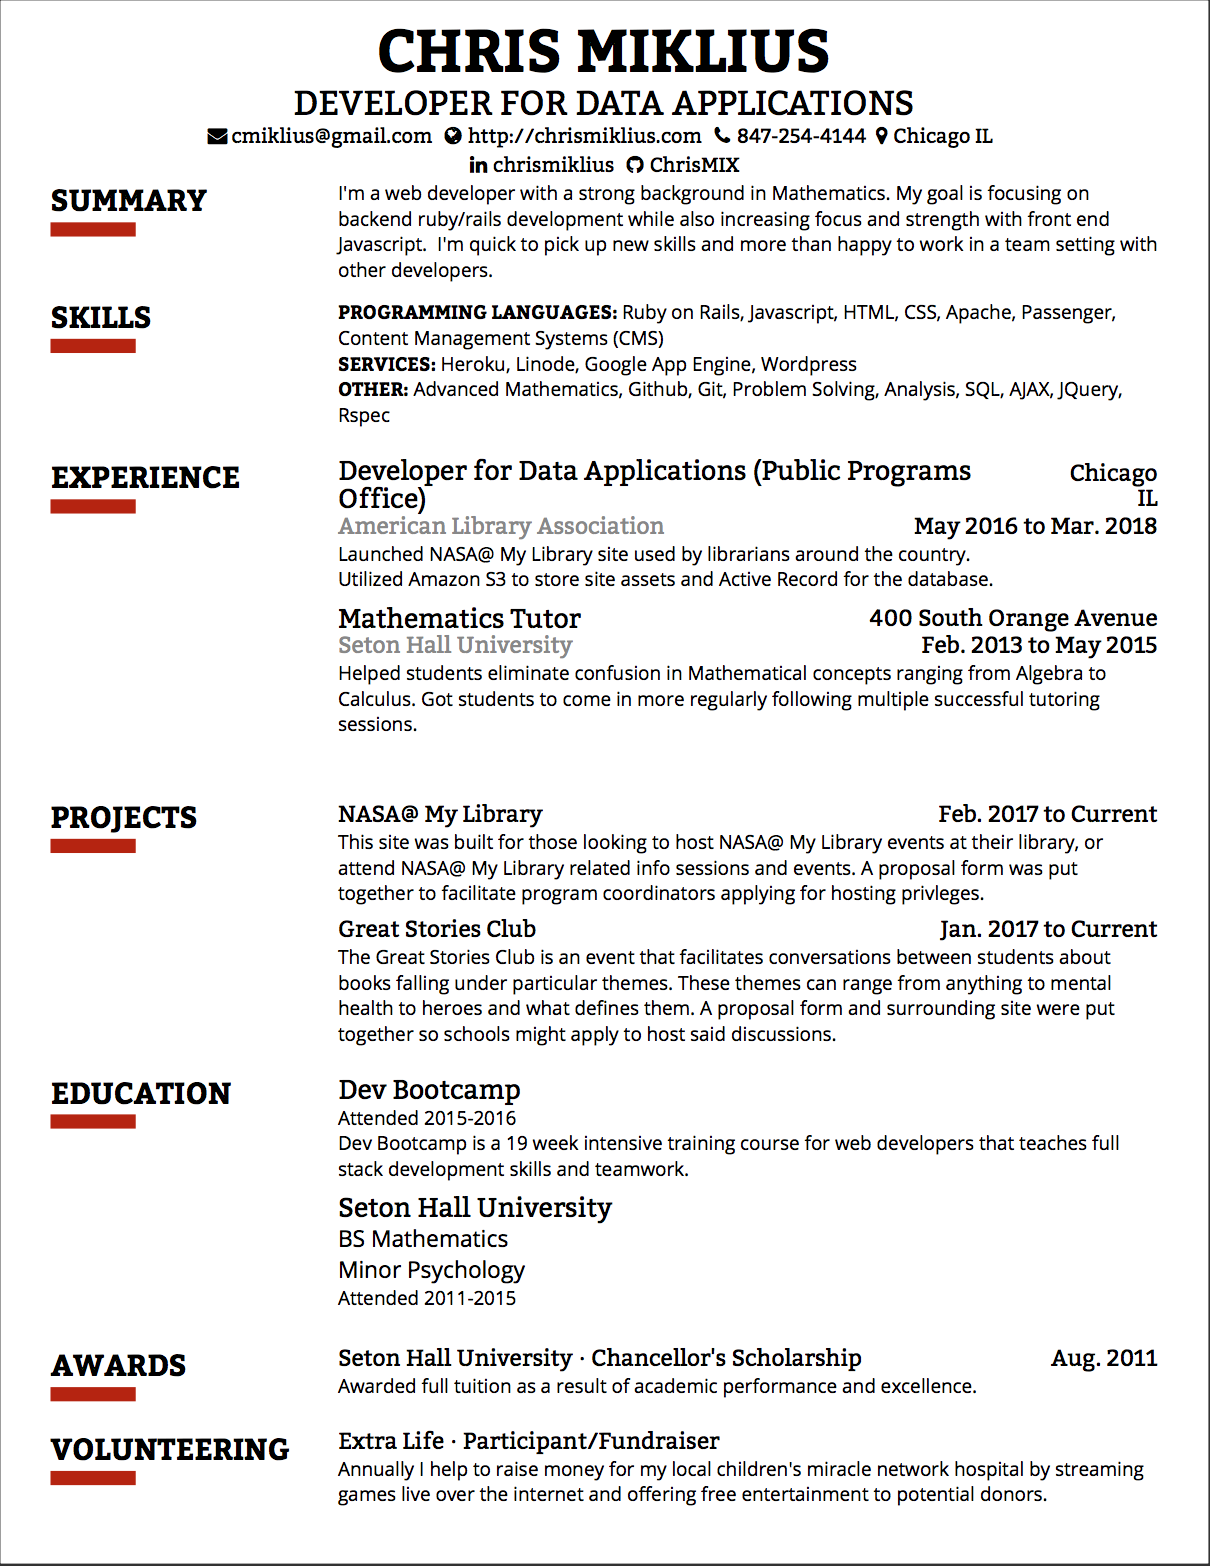 CHRIS MIKLIUS
DEVELOPER FOR DATA APPLICATIONS
cmiklius@gmail.com http://chrismiklius.com 847-254-4144 Chicago IL
in chrismiklius ChrisMIX
SUMMARY
I'm a web developer with a strong background in Mathematics. My goal is focusing on
backend ruby/rails development while also increasing focus and strength with front end
Javascript. I'm quick to pick up new skills and more than happy to work in a team setting with
other developers.
SKILLS
PROGRAMMING LANGUAGES: Ruby on Rails, Javascript, HTML, CSS, Apache, Passenger,
Content Management Systems (CMS)
SERVICES: Heroku, Linode, Google App Engine, Wordpress
OTHER: Advanced Mathematics, Github, Git, Problem Solving, Analysis, SQL, AJAX, JQuery,
Rspec
EXPERIENCE
Developer for Data Applications (Public Programs Chicago
Office) IL
American Library Association May 2016 to Mar. 2018
Launched NASA@ My Library site used by librarians around the country.
Utilized Amazon S3 to store site assets and Active Record for the database.
Mathematics Tutor 400 South Orange Avenue
Seton Hall University Feb. 2013 to May 2015
Helped students eliminate confusion in Mathematical concepts ranging from Algebra to
Calculus. Got students to come in more regularly following multiple successful tutoring
sessions.
PROJECTS
NASA@ My Library Feb. 2017 to Current
This site was built for those looking to host NASA@ My Library events at their library, or
attend NASA@ My Library related info sessions and events. A proposal form was put
together to facilitate program coordinators applying for hosting privleges.
Great Stories Club Jan. 2017 to Current
The Great Stories Club is an event that facilitates conversations between students about
books falling under particular themes. These themes can range from anything to mental
health to heroes and what defines them. A proposal form and surrounding site were put
together so schools might apply to host said discussions.
EDUCATION
Dev Bootcamp
Attended 2015-2016
Dev Bootcamp is a 19 week intensive training course for web developers that teaches full
stack development skills and teamwork.
Seton Hall University
BS Mathematics
Minor Psychology
Attended 2011-2015
AWARDS
Seton Hall University · Chancellor's Scholarship Aug. 2011
Awarded full tuition as a result of academic performance and excellence.
VOLUNTEERING
Extra Life · Participant/Fundraiser
Annually I help to raise money for my local children's miracle network hospital by streaming
games live over the internet and offering free entertainment to potential donors.